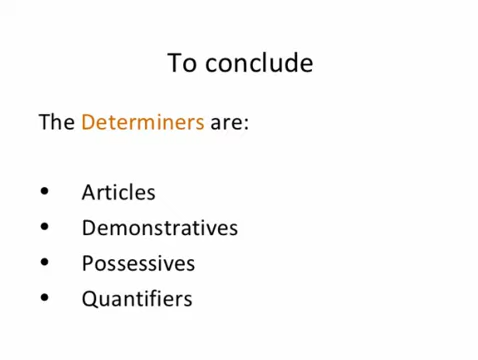 To conclude
The Determiners are:
• Articles
• Demonstratives
• Possessives
• Quantifiers